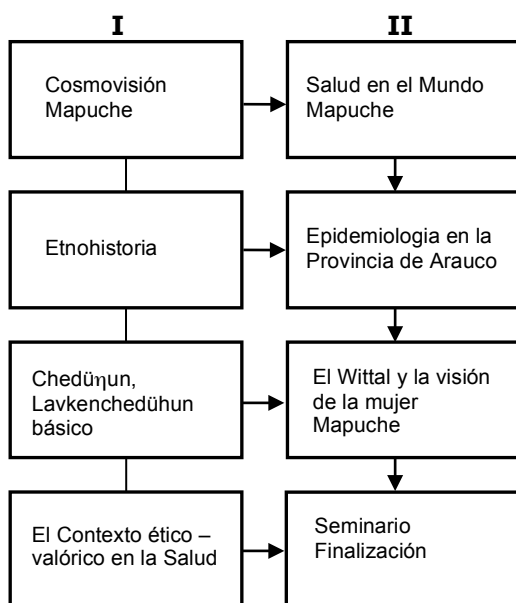 I
II
Cosmovisión
Mapuche
Salud en el Mundo
Mapuche
Etnohistoria
Epidemiologia en la
Provincia de Arauco
Chedüηun,
Lavkenchedühun
básico
El Wittal y la visión
de la mujer
Mapuche
El Contexto ético –
valórico en la Salud
Seminario
Finalización